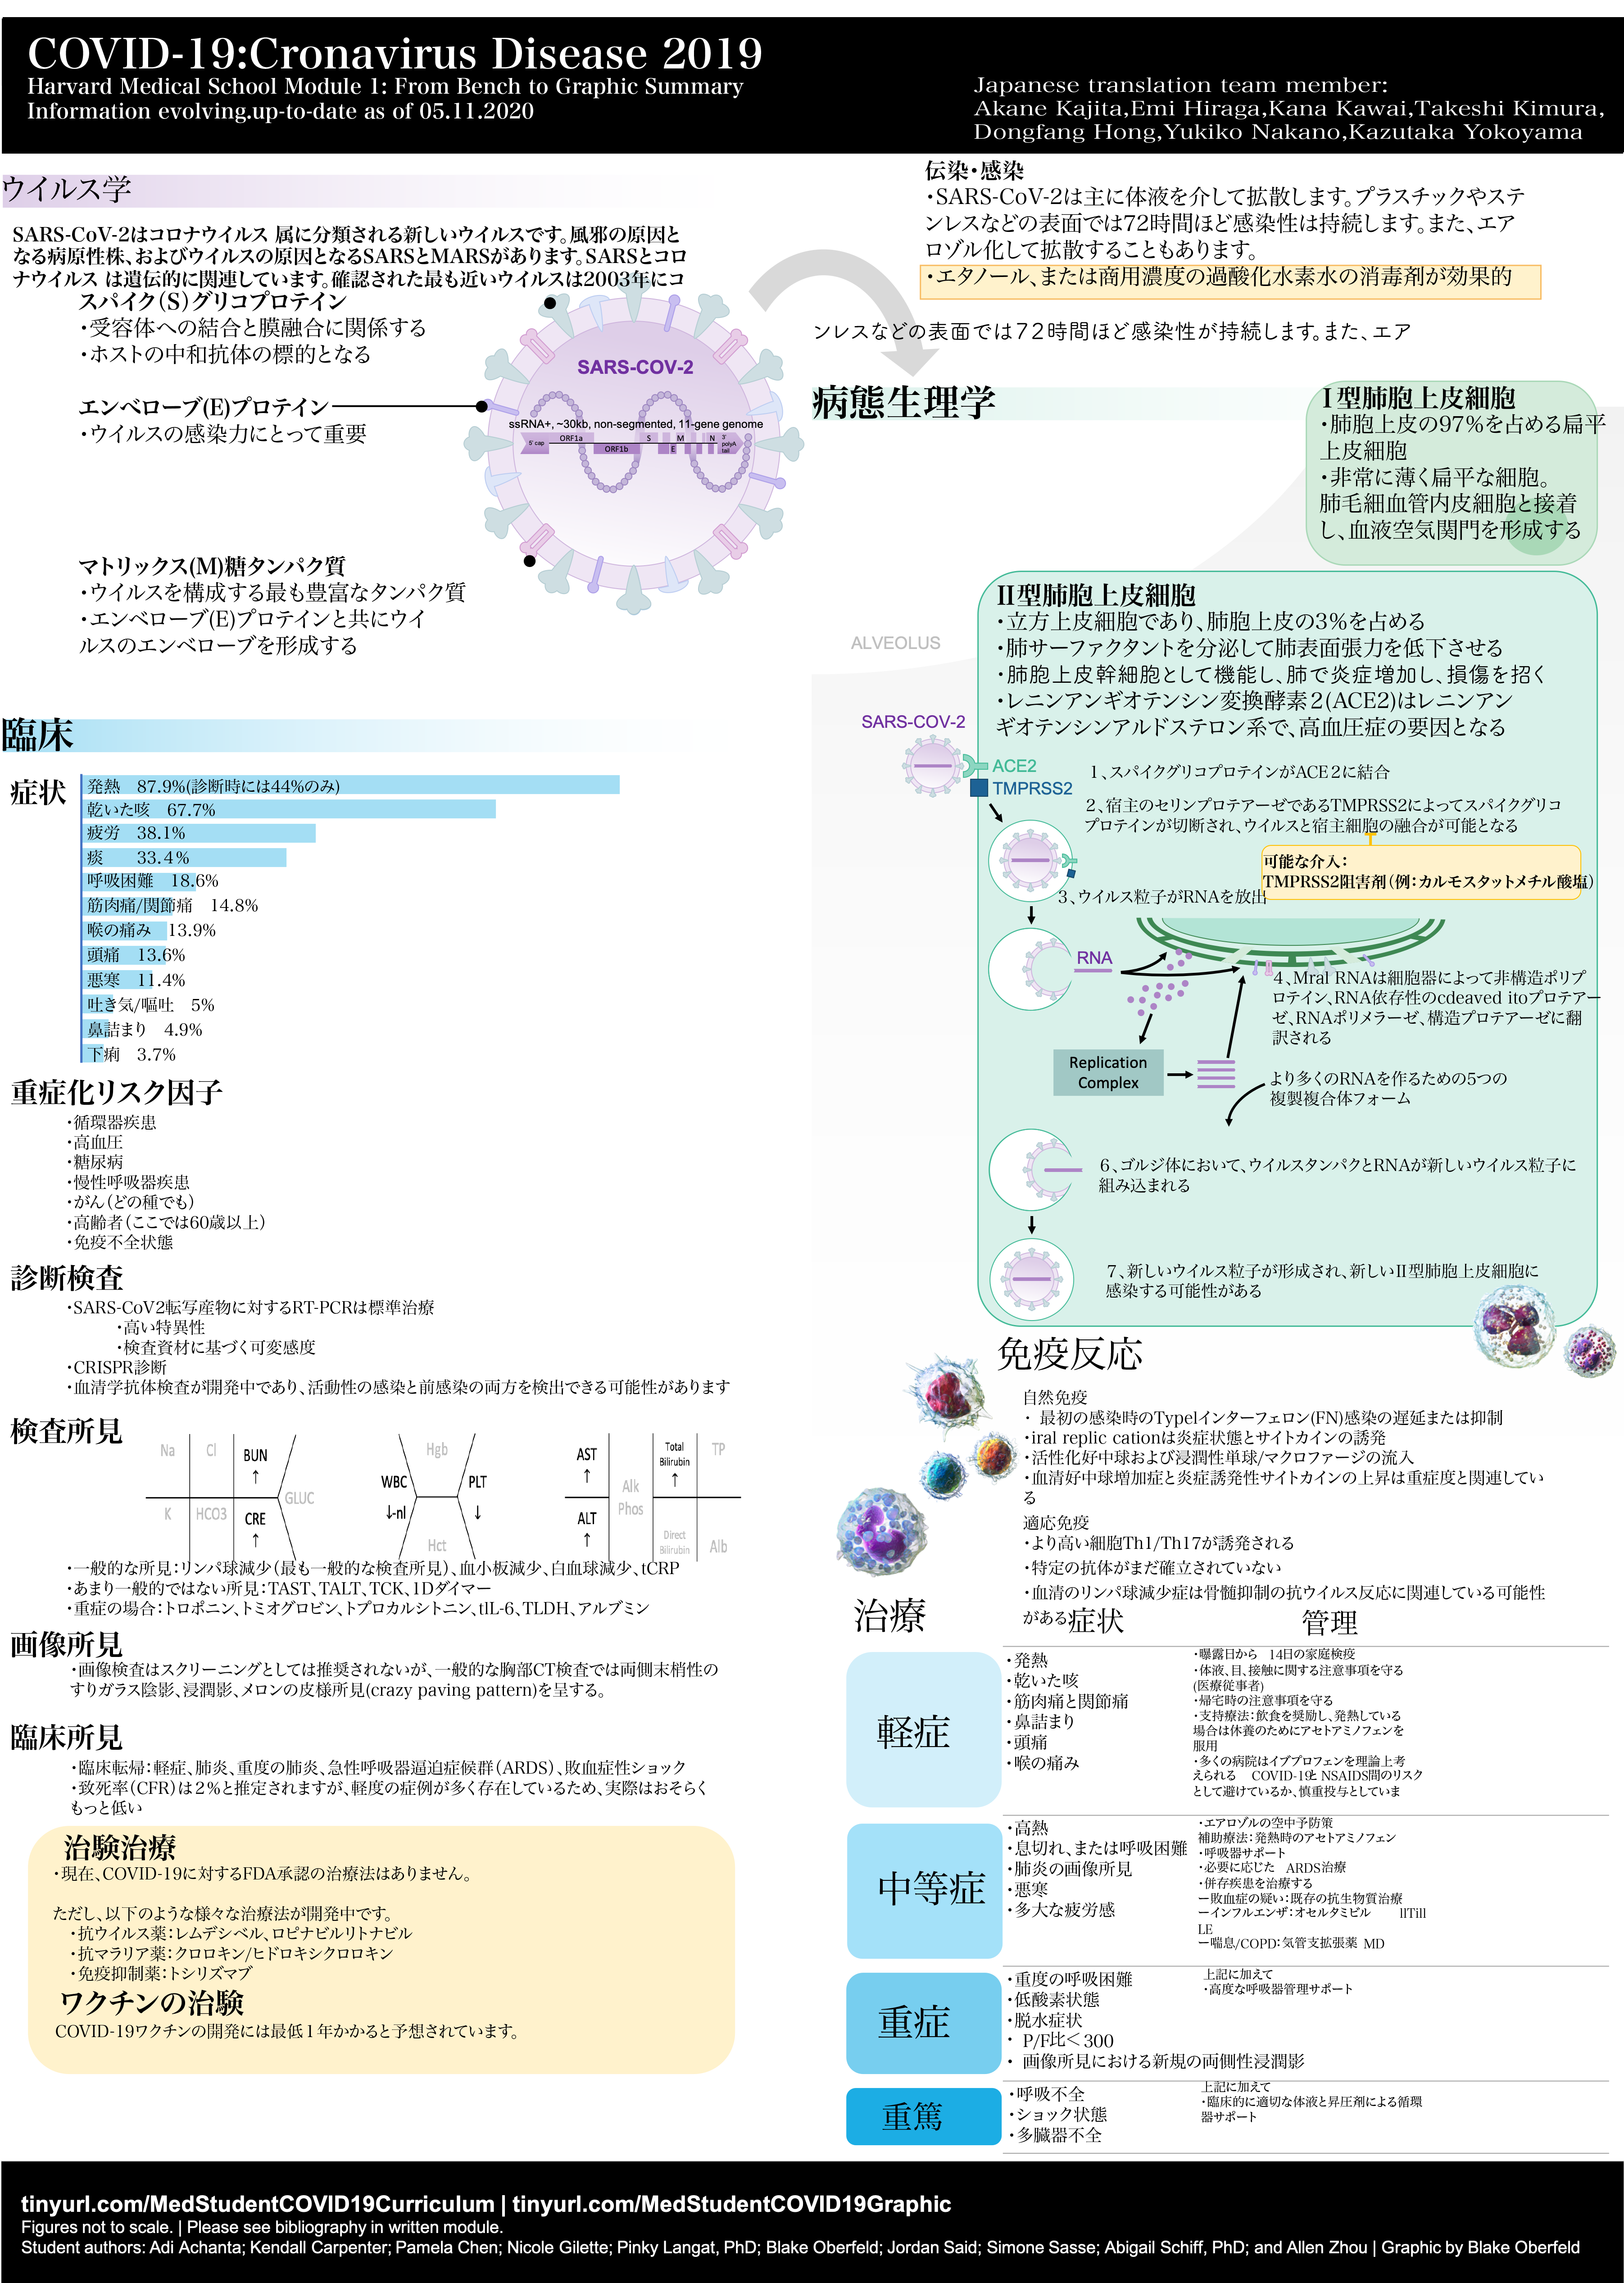 COVID-19:Cronavirus Disease 2019
Harvard Medical School Module 1: From Bench to Graphic Summary
Information evolving.up-to-date as of 05.11.2020
Japanese translation team member:
Akane Kajita,Emi Hiraga,Kana Kawai,Takeshi Kimura,
Dongfang Hong,Yukiko Nakano,Kazutaka Yokoyama
ウイルス学
SARS-CoV-2はコロナウイルス 属に分類される新しいウイルスです。風邪の原因と
なる病原性株、およびウイルスの原因となるSARSとMARSがあります。SARSとコロ
ナウイルス は遺伝的に関連しています。確認された最も近いウイルスは2003年にコ
スパイク（S）グリコプロテイン
・受容体への結合と膜融合に関係する
・ホストの中和抗体の標的となる
エンベローブ(E)プロテイン
・ウイルスの感染力にとって重要
マトリックス(M)糖タンパク質
・ウイルスを構成する最も豊富なタンパク質
・エンベローブ(E)プロテインと共にウイ
ルスのエンベローブを形成する
SARS-COV-2
ssRNA+, ~30kb, non-segmented, 11-gene genome
5' cap
ORF1a
ORF1b
S
E
M
N
3'
polyA
tail
伝染・感染
・SARS-CoV-2は主に体液を介して拡散します。プラスチックやステ
ンレスなどの表面では72時間ほど感染性は持続します。また、エア
ロゾル化して拡散することもあります。
・エタノール、または商用濃度の過酸化水素水の消毒剤が効果的
ンレスなどの表面では７２時間ほど感染性が持続します。また、エア
病態生理学
Ⅰ型肺胞上皮細胞
・肺胞上皮の97%を占める扁平
上皮細胞
・非常に薄く扁平な細胞。
肺毛細血管内皮細胞と接着
し、血液空気関門を形成する
ALVEOLUS
Ⅱ型肺胞上皮細胞
・立方上皮細胞であり、肺胞上皮の3%を占める
・肺サーファクタントを分泌して肺表面張力を低下させる
・肺胞上皮幹細胞として機能し、肺で炎症増加し、損傷を招く
・レニンアンギオテンシン変換酵素２(ACE2)はレニンアン
ギオテンシンアルドステロン系で、高血圧症の要因となる
SARS-COV-2
ACE2
TMPRSS2
１、スパイクグリコプロテインがACE２に結合
２、宿主のセリンプロテアーゼであるTMPRSS2によってスパイクグリコ
プロテインが切断され、ウイルスと宿主細胞の融合が可能となる
可能な介入：
TMPRSS2阻害剤（例：カルモスタットメチル酸塩）
３、ウイルス粒子がRNAを放出
RNA
４、Mral RNAは細胞器によって非構造ポリプ
ロテイン、RNA依存性のcdeaved itoプロテアー
ゼ、RNAポリメラーゼ、構造プロテアーゼに翻
訳される
Replication
Complex
より多くのRNAを作るための5つの
複製複合体フォーム
６、ゴルジ体において、ウイルスタンパクとRNAが新しいウイルス粒子に
組み込まれる
７、新しいウイルス粒子が形成され、新しいⅡ型肺胞上皮細胞に
感染する可能性がある
臨床
症状
発熱　87.9%(診断時には44%のみ)
乾いた咳　67.7%
疲労　38.1%
痰　　33.4％
呼吸困難　18.6%
筋肉痛/関節痛　14.8%
喉の痛み　13.9%
頭痛　13.6%
悪寒　11.4%
吐き気/嘔吐　5%
鼻詰まり　4.9%
下痢　3.7%
重症化リスク因子
・循環器疾患
・高血圧
・糖尿病
・慢性呼吸器疾患
・がん（どの種でも）
・高齢者（ここでは60歳以上）
・免疫不全状態
診断検査
・SARS-CoV2転写産物に対するRT-PCRは標準治療
・高い特異性
・検査資材に基づく可変感度
・CRISPR診断
・血清学抗体検査が開発中であり、活動性の感染と前感染の両方を検出できる可能性があります
検査所見
Na
Cl
BUN
↑
K
HCO3
CRE
↑
GLUC
WBC
↓-nl
Hgb
Hct
PLT
↓
AST
↑
ALT
↑
Alk
Phos
Total
Bilirubin
↑
Direct
Bilirubin
TP
Alb
・一般的な所見：リンパ球減少（最も一般的な検査所見）、血小板減少、白血球減少、tCRP
・あまり一般的ではない所見：TAST、TALT、TCK、1Dダイマー
・重症の場合：トロポニン、トミオグロビン、トプロカルシトニン、tlL-6、TLDH、アルブミン
画像所見
・画像検査はスクリーニングとしては推奨されないが、一般的な胸部CT検査では両側末梢性の
すりガラス陰影、浸潤影、メロンの皮様所見(crazy paving pattern)を呈する。
臨床所見
・臨床転帰：軽症、肺炎、重度の肺炎、急性呼吸器逼迫症候群（ARDS）、敗血症性ショック
・致死率（CFR）は２％と推定されますが、軽度の症例が多く存在しているため、実際はおそらく
もっと低い
治験治療
・現在、COVID-19に対するFDA承認の治療法はありません。
ただし、以下のような様々な治療法が開発中です。
・抗ウイルス薬：レムデシベル、ロピナビルリトナビル
・抗マラリア薬：クロロキン/ヒドロキシクロロキン
・免疫抑制薬：トシリズマブ
ワクチンの治験
COVID-19ワクチンの開発には最低１年かかると予想されています。
免疫反応
自然免疫
・ 最初の感染時のTypelインターフェロン(FN)感染の遅延または抑制
・iral replic cationは炎症状態とサイトカインの誘発
・活性化好中球および浸潤性単球/マクロファージの流入
・血清好中球増加症と炎症誘発性サイトカインの上昇は重症度と関連してい
る
適応免疫
・より高い細胞Th1/Th17が誘発される
・特定の抗体がまだ確立されていない
・血清のリンパ球減少症は骨髄抑制の抗ウイルス反応に関連している可能性
がある
治療
症状
管理
軽症
・発熱
・乾いた咳
・筋肉痛と関節痛
・鼻詰まり
・頭痛
・喉の痛み
・曝露日から　14日の家庭検疫
・体液、目、接触に関する注意事項を守る
(医療従事者)
・帰宅時の注意事項を守る
・支持療法：飲食を奨励し、発熱している
場合は休養のためにアセトアミノフェンを
服用
・多くの病院はイブプロフェンを理論上考
えられる　COVID-19と NSAIDS間のリスク
として避けているか、慎重投与としていま
中等症
・高熱
・息切れ、または呼吸困難
・肺炎の画像所見
・悪寒
・多大な疲労感
・エアロゾルの空中予防策
補助療法：発熱時のアセトアミノフェン
・呼吸器サポート
・必要に応じた　ARDS治療
・併存疾患を治療する
ー敗血症の疑い：既存の抗生物質治療
ーインフルエンザ：オセルタミビル　　llTill
LE
ー喘息/COPD：気管支拡張薬 MD
重症
・重度の呼吸困難
・低酸素状態
・脱水症状
・ P/F比＜300
・ 画像所見における新規の両側性浸潤影
上記に加えて
・高度な呼吸器管理サポート
重篤
・呼吸不全
・ショック状態
・多臓器不全
上記に加えて
・臨床的に適切な体液と昇圧剤による循環
器サポート
tinyurl.com/MedStudentCOVID19Curriculum | tinyurl.com/MedStudentCOVID19Graphic
Figures not to scale. | Please see bibliography in written module.
Student authors: Adi Achanta; Kendall Carpenter; Pamela Chen; Nicole Gilette; Pinky Langat, PhD; Blake Oberfeld; Jordan Said; Simone Sasse; Abigail Schiff, PhD; and Allen Zhou | Graphic by Blake Oberfeld